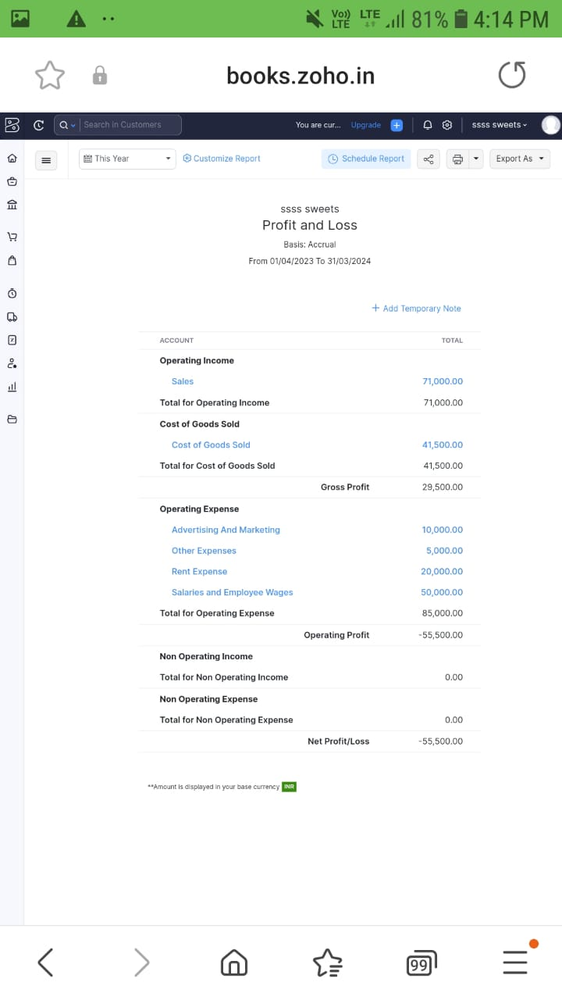 Vo)) LTE LTE 81% 4:14 PM
books.zoho.in
Search in Customers You are cur... Upgrade ssss sweets
This Year Customize Report Schedule Report Export As
ssss sweets
Profit and Loss
Basis: Accrual
From 01/04/2023 To 31/03/2024
+ Add Temporary Note
ACCOUNT TOTAL
Operating Income
Sales 71,000.00
Total for Operating Income 71,000.00
Cost of Goods Sold
Cost of Goods Sold 41,500.00
Total for Cost of Goods Sold 41,500.00
Gross Profit 29,500.00
Operating Expense
Advertising And Marketing 10,000.00
Other Expenses 5,000.00
Rent Expense 20,000.00
Salaries and Employee Wages 50,000.00
Total for Operating Expense 85,000.00
Operating Profit -55,500.00
Non Operating Income
Total for Non Operating Income 0.00
Non Operating Expense
Total for Non Operating Expense 0.00
Net Profit/Loss -55,500.00
**Amount is displayed in your base currency INR
99